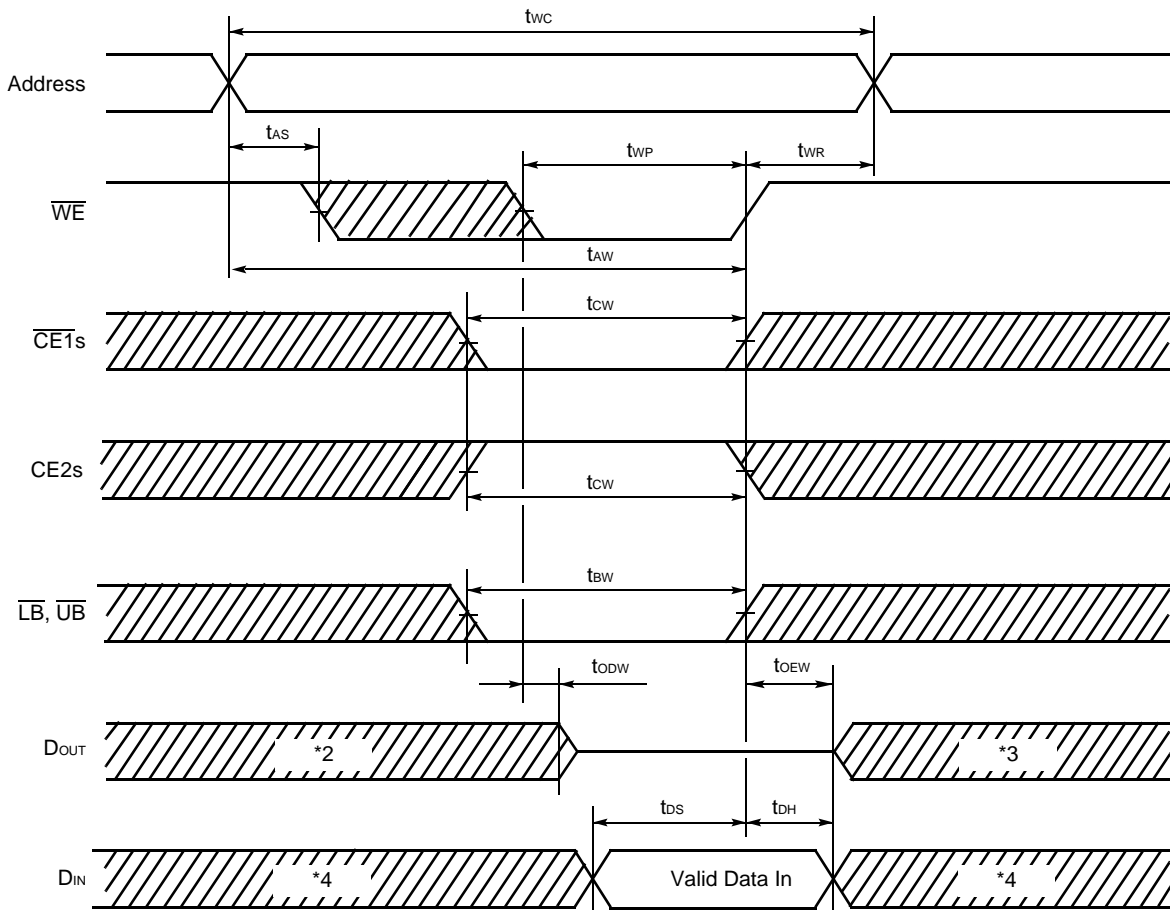 tWC
Address
tAS
tWP
tWR
WE
tAW
tCW
CE1s
CE2s
tCW
tBW
LB, UB
tODW
tOEW
DOUT
*2
*3
tDS
tDH
DIN
*4
Valid Data In
*4